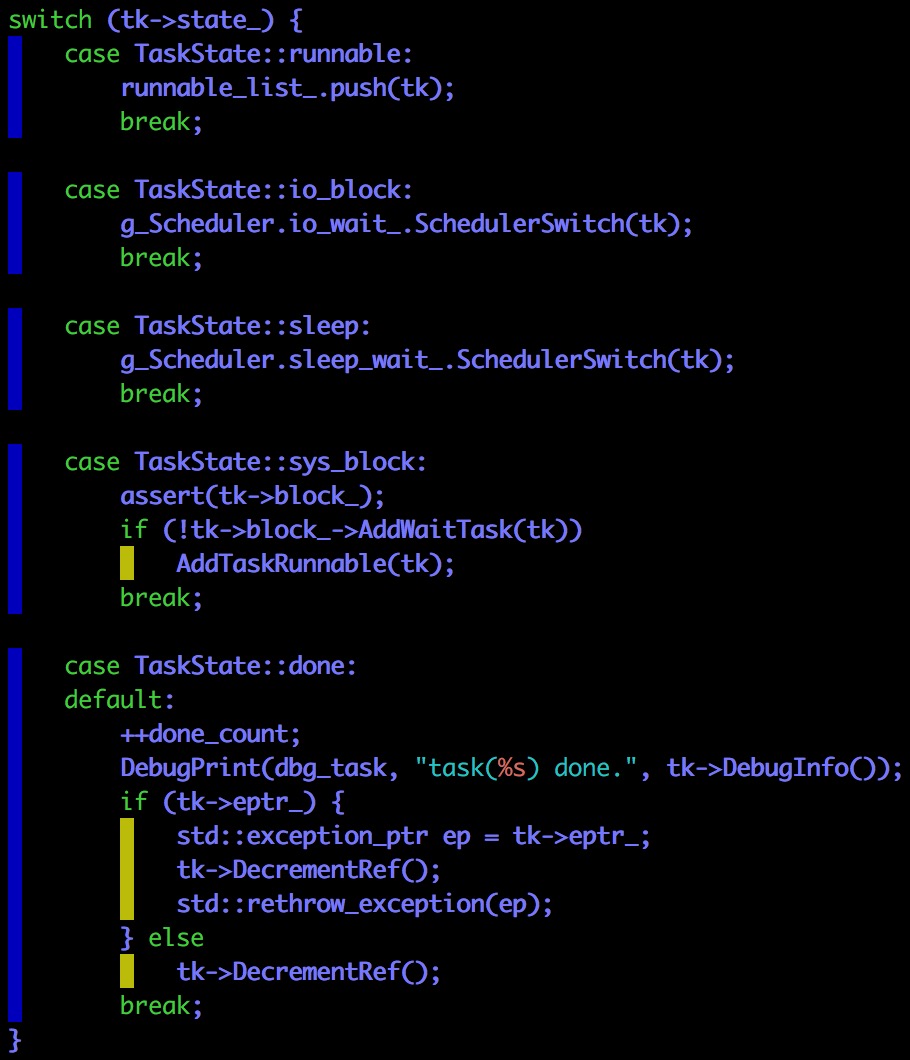 switch (tk->state_) {
    case TaskState::runnable:
        runnable_list_.push(tk);
        break;

    case TaskState::io_block:
        g_Scheduler.io_wait_.SchedulerSwitch(tk);
        break;

    case TaskState::sleep:
        g_Scheduler.sleep_wait_.SchedulerSwitch(tk);
        break;

    case TaskState::sys_block:
        assert(tk->block_);
        if (!tk->block_->AddWaitTask(tk))
            AddTaskRunnable(tk);
        break;

    case TaskState::done:
    default:
        ++done_count;
        DebugPrint(dbg_task, "task(%s) done.", tk->DebugInfo());
        if (tk->eptr_) {
            std::exception_ptr ep = tk->eptr_;
            tk->DecrementRef();
            std::rethrow_exception(ep);
        } else
            tk->DecrementRef();
        break;
}